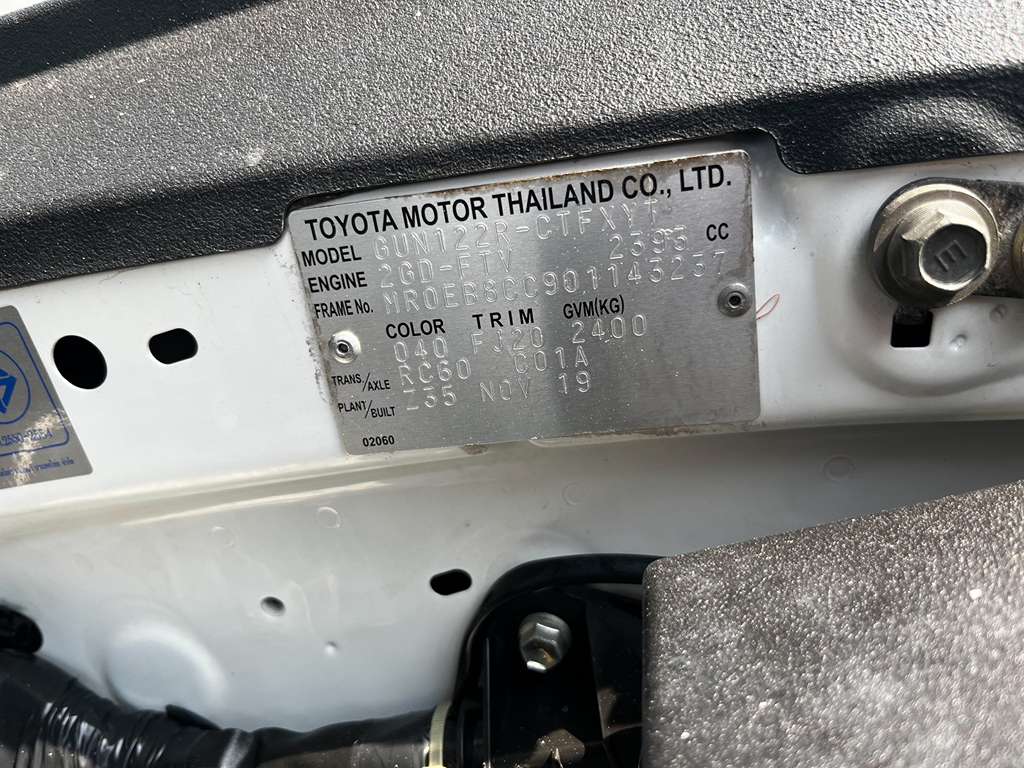 TOYOTA MOTOR THAILAND CO., LTD.
MODEL GUN122R-CTFXYT
ENGINE 2GD-FTV 2393 CC
FRAME No. MR0EB8CC901143237
COLOR TRIM GVM(KG)
040 FJ20 2400
TRANS./AXLE RC60 C01A
PLANT/BUILT Z35 NOV 19
02060
E